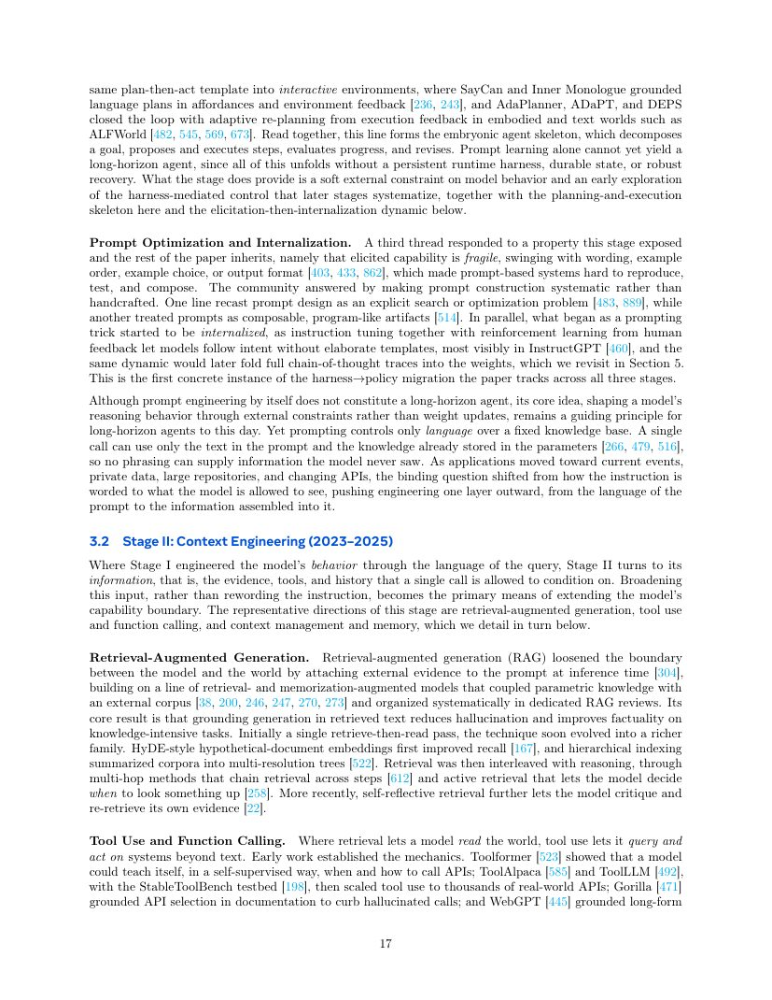 same plan-then-act template into interactive environments, where SayCan and Inner Monologue grounded
language plans in affordances and environment feedback [236, 243], and AdaPlanner, ADaPT, and DEPS
closed the loop with adaptive re-planning from execution feedback in embodied and text worlds such as
ALFWorld [482, 545, 569, 673]. Read together, this line forms the embryonic agent skeleton, which decomposes
a goal, proposes and executes steps, evaluates progress, and revises. Prompt learning alone cannot yet yield a
long-horizon agent, since all of this unfolds without a persistent runtime harness, durable state, or robust
recovery. What the stage does provide is a soft external constraint on model behavior and an early exploration
of the harness-mediated control that later stages systematize, together with the planning-and-execution
skeleton here and the elicitation-then-internalization dynamic below.
Prompt Optimization and Internalization. A third thread responded to a property this stage exposed
and the rest of the paper inherits, namely that elicited capability is fragile, swinging with wording, example
order, example choice, or output format [403, 433, 862], which made prompt-based systems hard to reproduce,
test, and compose. The community answered by making prompt construction systematic rather than
handcrafted. One line recast prompt design as an explicit search or optimization problem [483, 889], while
another treated prompts as composable, program-like artifacts [514]. In parallel, what began as a prompting
trick started to be internalized, as instruction tuning together with reinforcement learning from human
feedback let models follow intent without elaborate templates, most visibly in InstructGPT [460], and the
same dynamic would later fold full chain-of-thought traces into the weights, which we revisit in Section 5.
This is the first concrete instance of the harness→policy migration the paper tracks across all three stages.
Although prompt engineering by itself does not constitute a long-horizon agent, its core idea, shaping a model's
reasoning behavior through external constraints rather than weight updates, remains a guiding principle for
long-horizon agents to this day. Yet prompting controls only language over a fixed knowledge base. A single
call can use only the text in the prompt and the knowledge already stored in the parameters [266, 479, 516],
so no phrasing can supply information the model never saw. As applications moved toward current events,
private data, large repositories, and changing APIs, the binding question shifted from how the instruction is
worded to what the model is allowed to see, pushing engineering one layer outward, from the language of the
prompt to the information assembled into it.
3.2 Stage II: Context Engineering (2023–2025)
Where Stage I engineered the model's behavior through the language of the query, Stage II turns to its
information, that is, the evidence, tools, and history that a single call is allowed to condition on. Broadening
this input, rather than rewording the instruction, becomes the primary means of extending the model's
capability boundary. The representative directions of this stage are retrieval-augmented generation, tool use
and function calling, and context management and memory, which we detail in turn below.
Retrieval-Augmented Generation. Retrieval-augmented generation (RAG) loosened the boundary
between the model and the world by attaching external evidence to the prompt at inference time [304],
building on a line of retrieval- and memorization-augmented models that coupled parametric knowledge with
an external corpus [38, 200, 246, 247, 270, 273] and organized systematically in dedicated RAG reviews. Its
core result is that grounding generation in retrieved text reduces hallucination and improves factuality on
knowledge-intensive tasks. Initially a single retrieve-then-read pass, the technique soon evolved into a richer
family. HyDE-style hypothetical-document embeddings first improved recall [167], and hierarchical indexing
summarized corpora into multi-resolution trees [522]. Retrieval was then interleaved with reasoning, through
multi-hop methods that chain retrieval across steps [612] and active retrieval that lets the model decide
when to look something up [258]. More recently, self-reflective retrieval further lets the model critique and
re-retrieve its own evidence [22].
Tool Use and Function Calling. Where retrieval lets a model read the world, tool use lets it query and
act on systems beyond text. Early work established the mechanics. Toolformer [523] showed that a model
could teach itself, in a self-supervised way, when and how to call APIs; ToolAlpaca [585] and ToolLLM [492],
with the StableToolBench testbed [198], then scaled tool use to thousands of real-world APIs; Gorilla [471]
grounded API selection in documentation to curb hallucinated calls; and WebGPT [445] grounded long-form
17